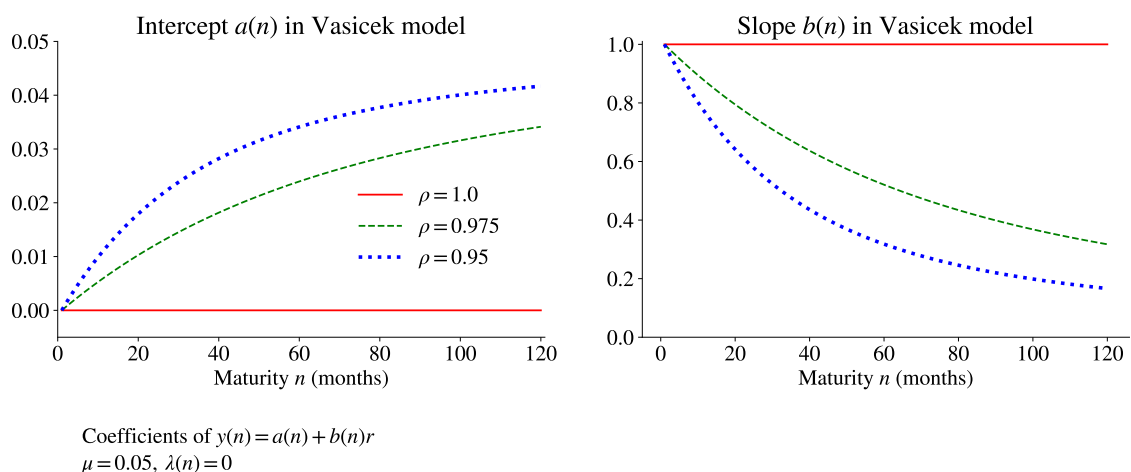 Intercept a(n) in Vasicek model
0.05
0.04
0.03
0.02
0.01
0.00
ρ=1.0
ρ=0.975
ρ=0.95
0 20 40 60 80 100 120
Maturity n (months)
Slope b(n) in Vasicek model
1.0
0.8
0.6
0.4
0.2
0.0
0 20 40 60 80 100 120
Maturity n (months)
Coefficients of y(n)=a(n)+b(n)r
μ=0.05, λ(n)=0